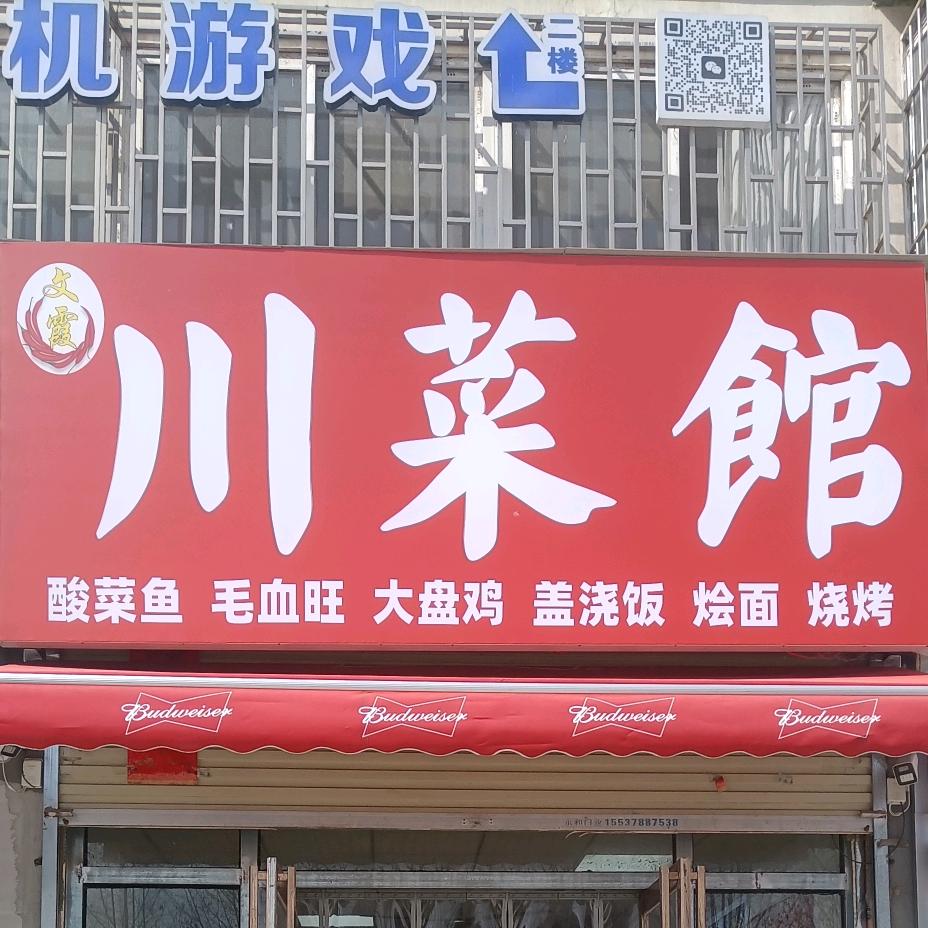 机游戏
二楼
文霞
川菜館
酸菜鱼 毛血旺 大盘鸡 盖浇饭 烩面 烧烤
Budweiser Budweiser Budweiser Budweiser
15537887538